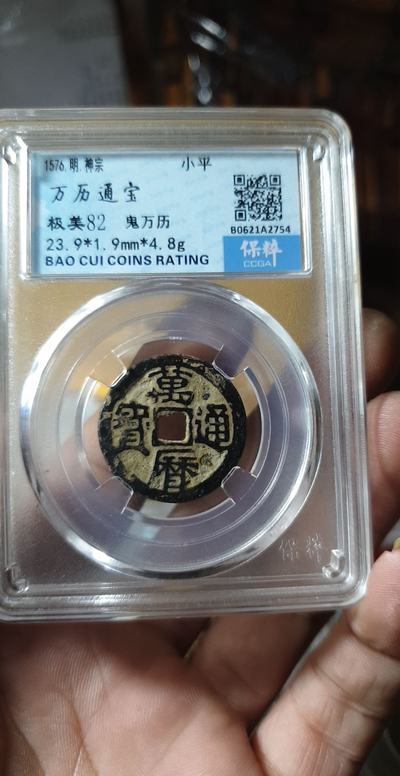 1576.明.神宗 小平
万历通宝
极美82 鬼万历
23.9*1.9mm*4.8g
BAO CUI COINS RATING
B0621A2754
保粹
CCGA
萬曆通寶
保粹